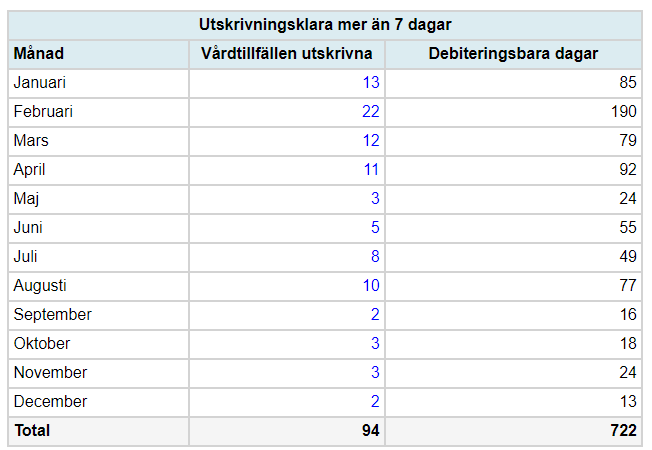 Utskrivningsklara mer än 7 dagar
Månad Vårdtillfällen utskrivna Debiteringsbara dagar
Januari 13 85
Februari 22 190
Mars 12 79
April 11 92
Maj 3 24
Juni 5 55
Juli 8 49
Augusti 10 77
September 2 16
Oktober 3 18
November 3 24
December 2 13
Total 94 722